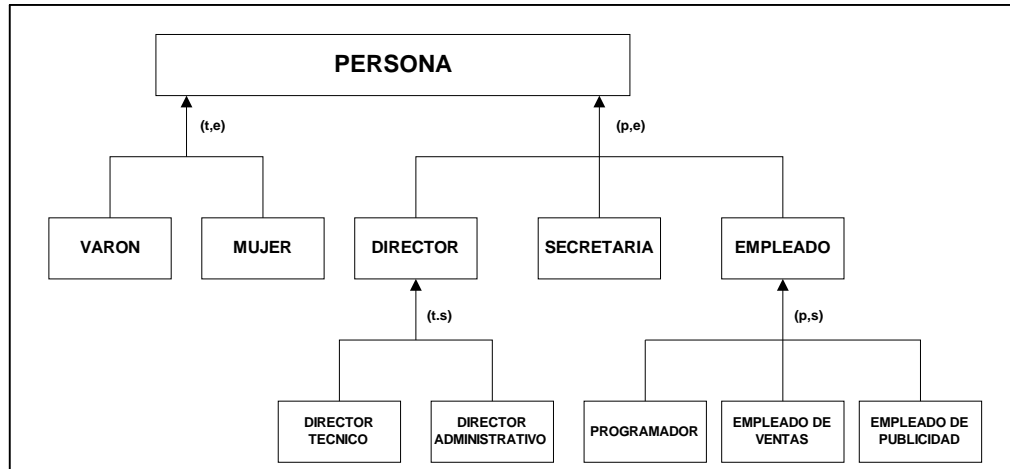 PERSONA
(t,e)
(p,e)
VARON
MUJER
DIRECTOR
SECRETARIA
EMPLEADO
(t.s)
(p,s)
DIRECTOR
TECNICO
DIRECTOR
ADMINISTRATIVO
PROGRAMADOR
EMPLEADO DE
VENTAS
EMPLEADO DE
PUBLICIDAD